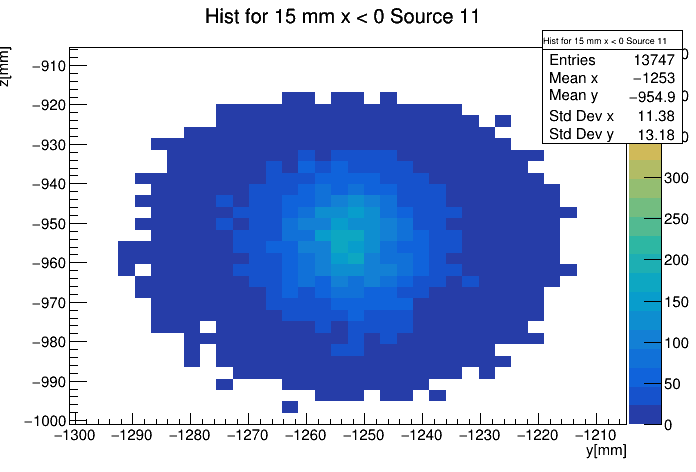 Hist for 15 mm x < 0 Source 11
Hist for 15 mm x < 0 Source 11
Entries 13747
Mean x −1253
Mean y −954.9
Std Dev x 11.38
Std Dev y 13.18
z[mm]
−910
−920
−930
−940
−950
−960
−970
−980
−990
−1000
−1300 −1290 −1280 −1270 −1260 −1250 −1240 −1230 −1220 −1210
y[mm]
300
250
200
150
100
50
0